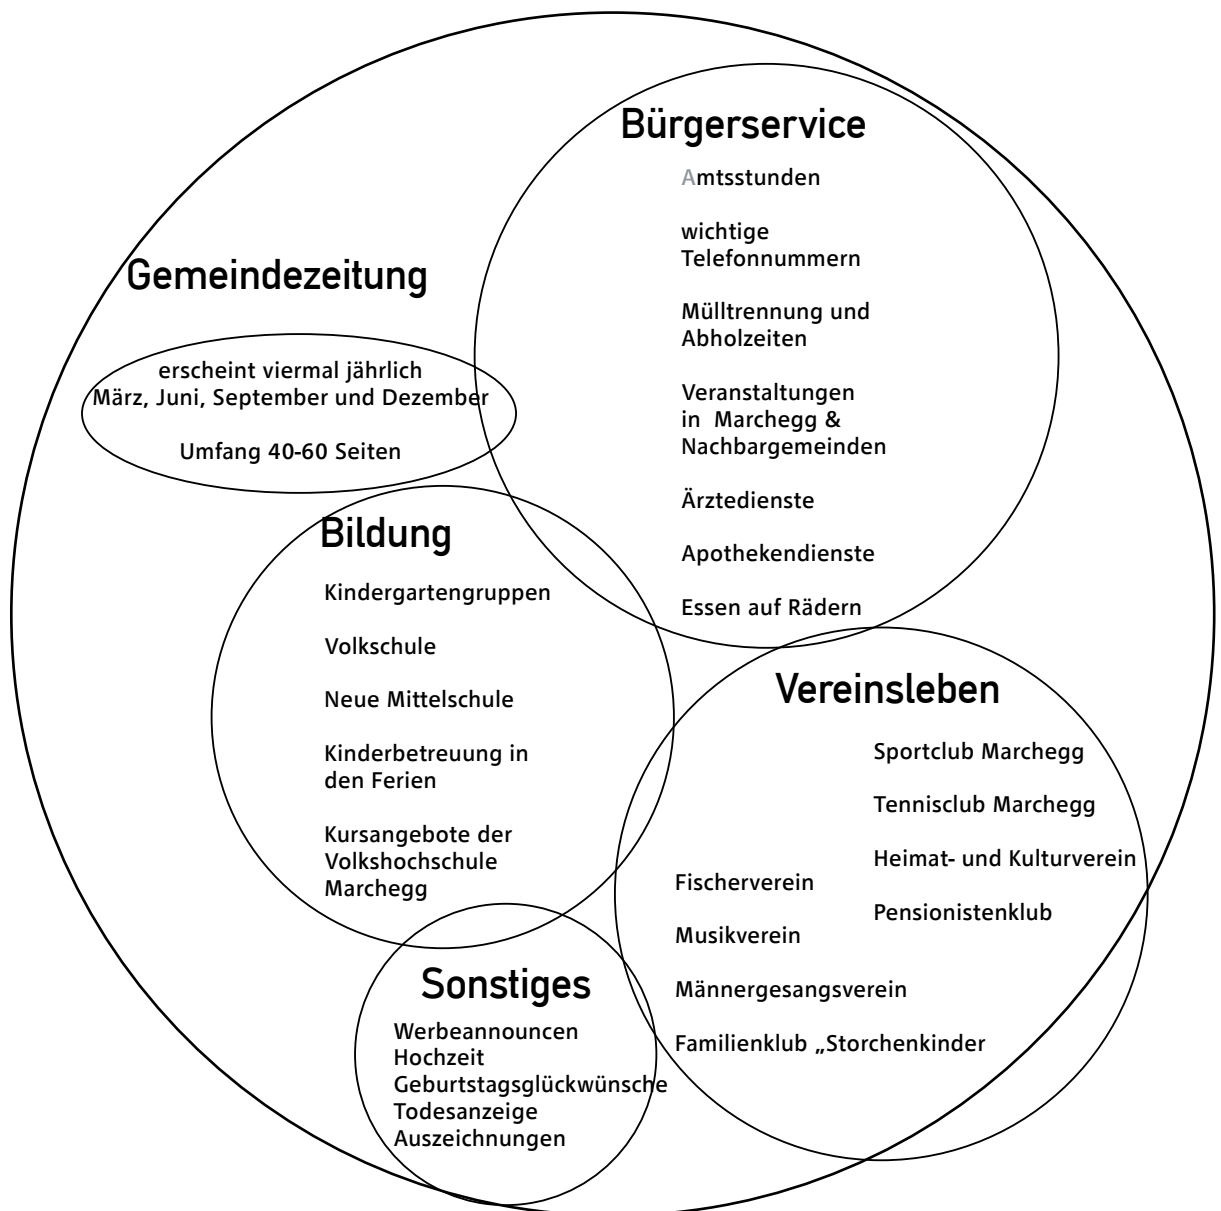 Bürgerservice
Amtsstunden
wichtige
Telefonnummern
Mülltrennung und
Abholzeiten
Veranstaltungen
in Marchegg &
Nachbargemeinden
Ärztedienste
Apothekendienste
Essen auf Rädern
Gemeindezeitung
erscheint viermal jährlich
März, Juni, September und Dezember
Umfang 40-60 Seiten
Bildung
Kindergartengruppen
Volkschule
Neue Mittelschule
Kinderbetreuung in
den Ferien
Kursangebote der
Volkshochschule
Marchegg
Vereinsleben
Sportclub Marchegg
Tennisclub Marchegg
Heimat- und Kulturverein
Pensionistenklub
Fischerverein
Musikverein
Männergesangsverein
Familienklub „Storchenkinder
Sonstiges
Werbeannouncen
Hochzeit
Geburtstagsglückwünsche
Todesanzeige
Auszeichnungen